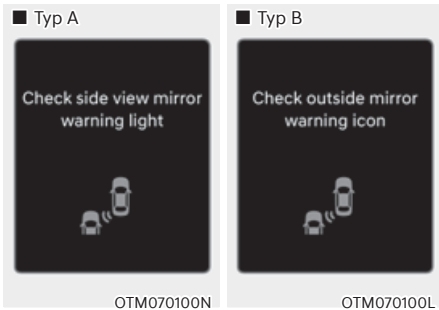 ■ Typ A
Check side view mirror
warning light
OTM070100N
■ Typ B
Check outside mirror
warning icon
OTM070100L